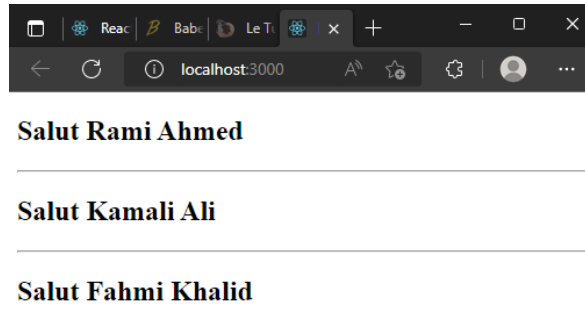 Reac Babe Le Tu
localhost:3000 A
Salut Rami Ahmed
Salut Kamali Ali
Salut Fahmi Khalid